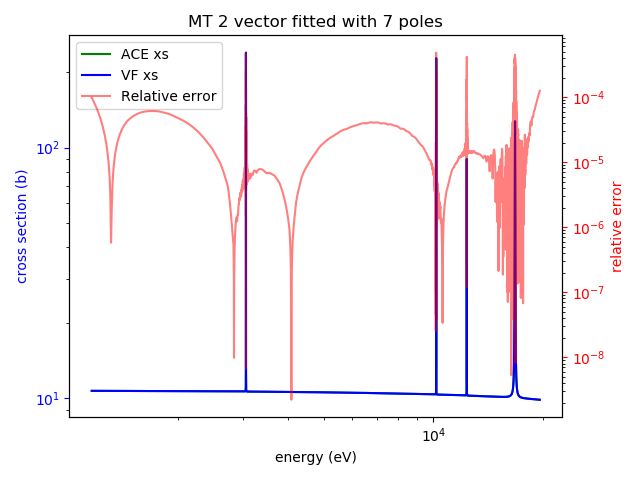 MT 2 vector fitted with 7 poles
ACE xs
VF xs
Relative error
cross section (b)
10²
10¹
10⁻⁴
10⁻⁵
10⁻⁶
10⁻⁷
10⁻⁸
relative error
10⁴
energy (eV)